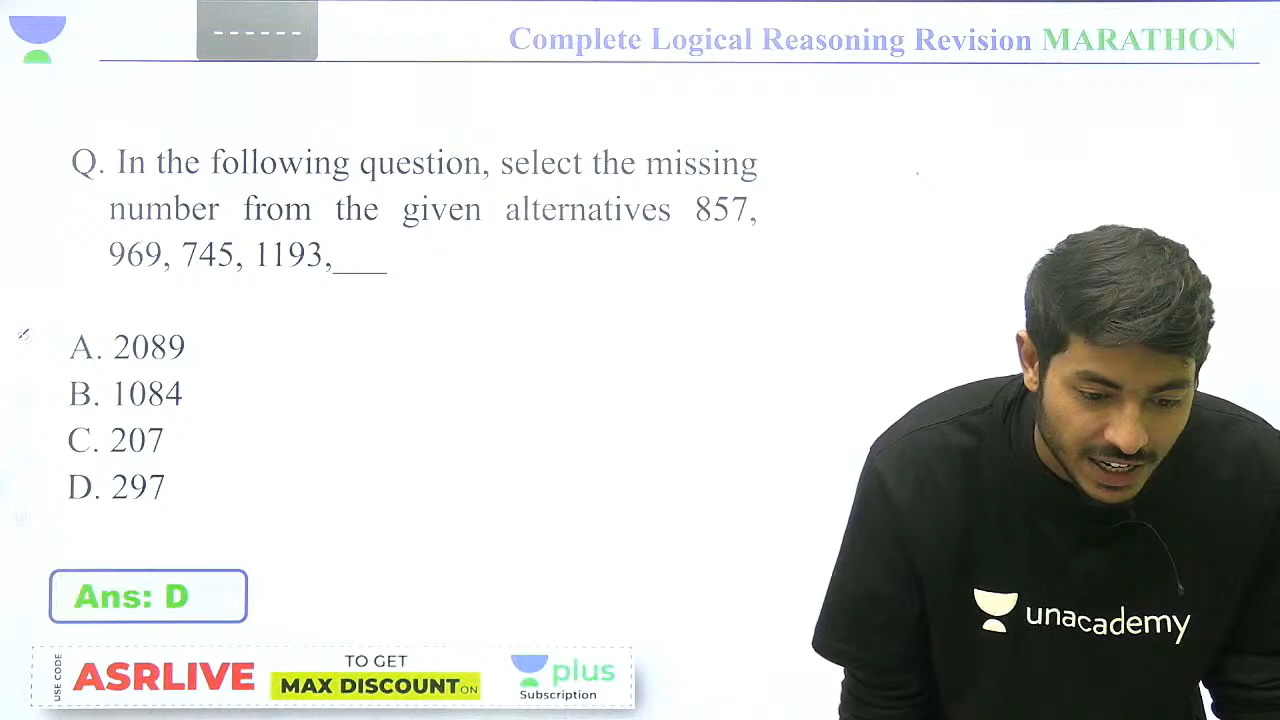 ------
Complete Logical Reasoning Revision MARATHON
Q. In the following question, select the missing
number from the given alternatives 857,
969, 745, 1193,___
A. 2089
B. 1084
C. 207
D. 297
Ans: D
unacademy
USE CODE
ASRLIVE
TO GET
MAX DISCOUNT ON
plus
Subscription